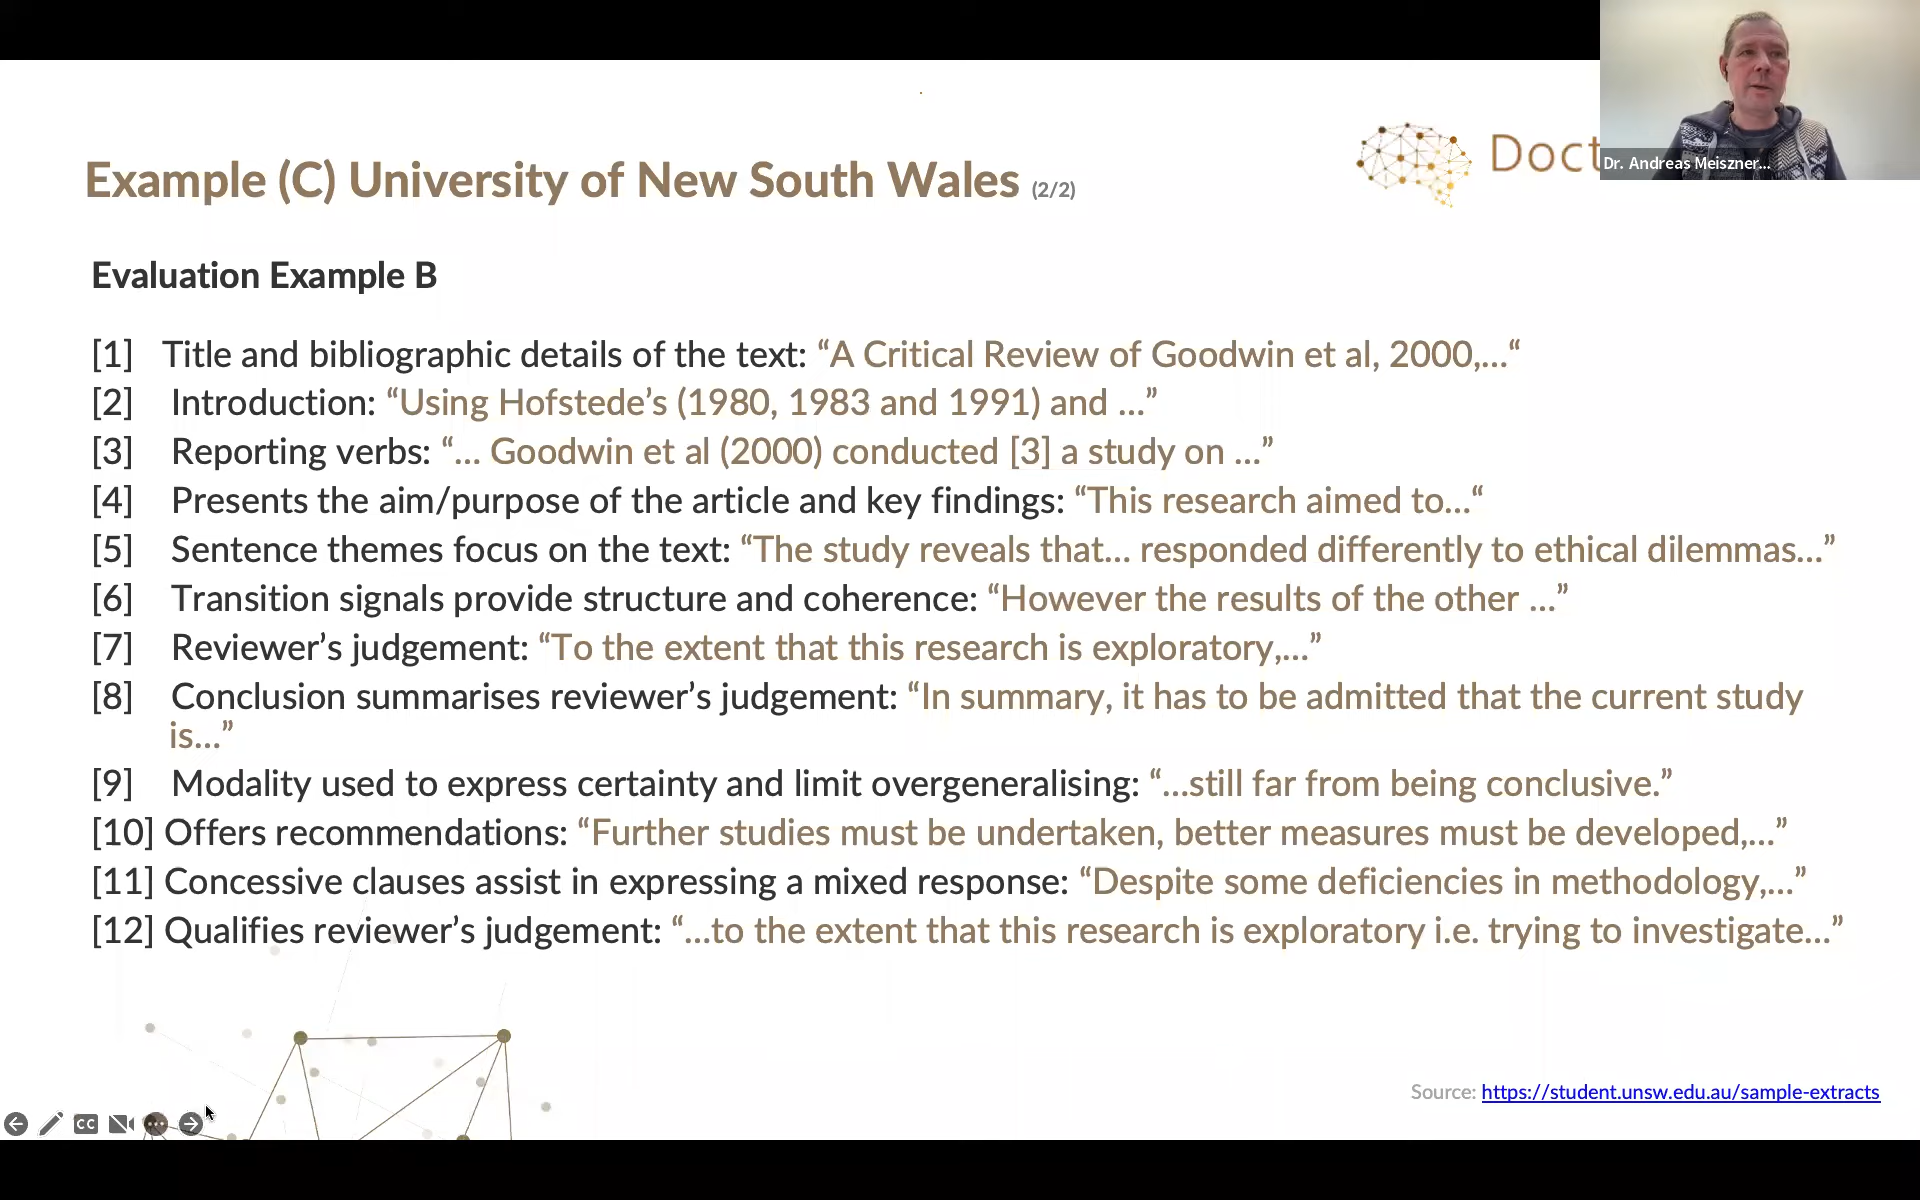 Doct
Dr. Andreas Meiszner...
Example (C) University of New South Wales (2/2)
Evaluation Example B
[1] Title and bibliographic details of the text: “A Critical Review of Goodwin et al, 2000,…“
[2] Introduction: “Using Hofstede’s (1980, 1983 and 1991) and …”
[3] Reporting verbs: “… Goodwin et al (2000) conducted [3] a study on …”
[4] Presents the aim/purpose of the article and key findings: “This research aimed to…“
[5] Sentence themes focus on the text: “The study reveals that… responded differently to ethical dilemmas…”
[6] Transition signals provide structure and coherence: “However the results of the other …”
[7] Reviewer’s judgement: “To the extent that this research is exploratory,…”
[8] Conclusion summarises reviewer’s judgement: “In summary, it has to be admitted that the current study
is…”
[9] Modality used to express certainty and limit overgeneralising: “…still far from being conclusive.”
[10] Offers recommendations: “Further studies must be undertaken, better measures must be developed,…”
[11] Concessive clauses assist in expressing a mixed response: “Despite some deficiencies in methodology,…”
[12] Qualifies reviewer’s judgement: “…to the extent that this research is exploratory i.e. trying to investigate…”
Source: https://student.unsw.edu.au/sample-extracts
CC